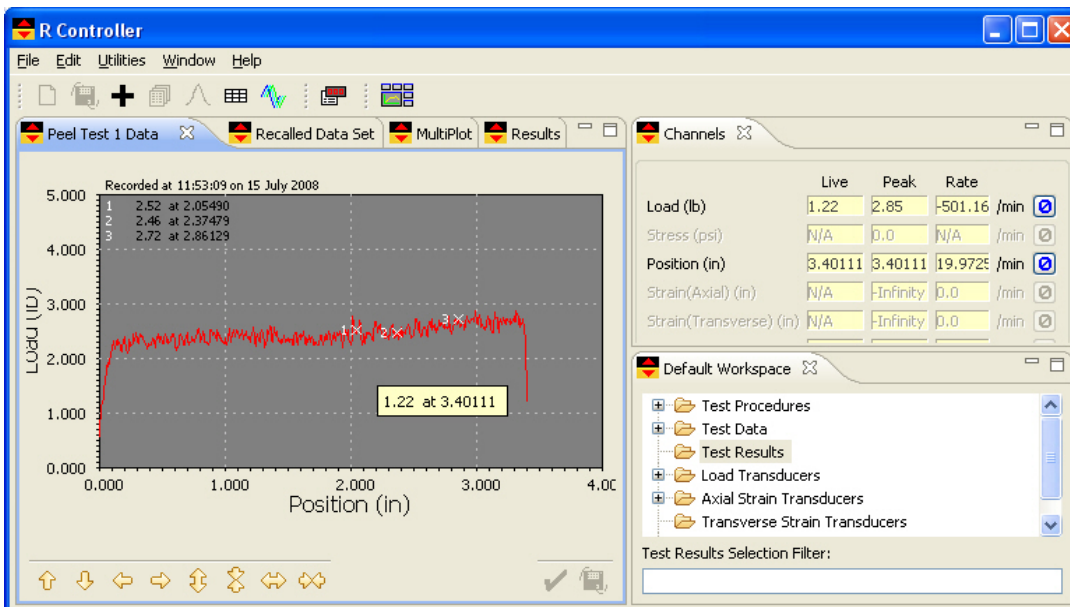 R Controller
File Edit Utilities Window Help
Peel Test 1 Data Recalled Data Set MultiPlot Results
Recorded at 11:53:09 on 15 July 2008
1 2.52 at 2.05490
2 2.46 at 2.37479
3 2.72 at 2.86129
5.000
4.000
3.000
2.000
1.000
0.000
Load (lb)
1 2 3
1.22 at 3.40111
0.000 1.000 2.000 3.000 4.00
Position (in)
Channels
Live Peak Rate
Load (lb) 1.22 2.85 -501.16 /min
Stress (psi) N/A 0.0 N/A /min
Position (in) 3.40111 3.40111 19.9725 /min
Strain(Axial) (in) N/A -Infinity 0.0 /min
Strain(Transverse) (in) N/A -Infinity 0.0 /min
Default Workspace
Test Procedures
Test Data
Test Results
Load Transducers
Axial Strain Transducers
Transverse Strain Transducers
Test Results Selection Filter: